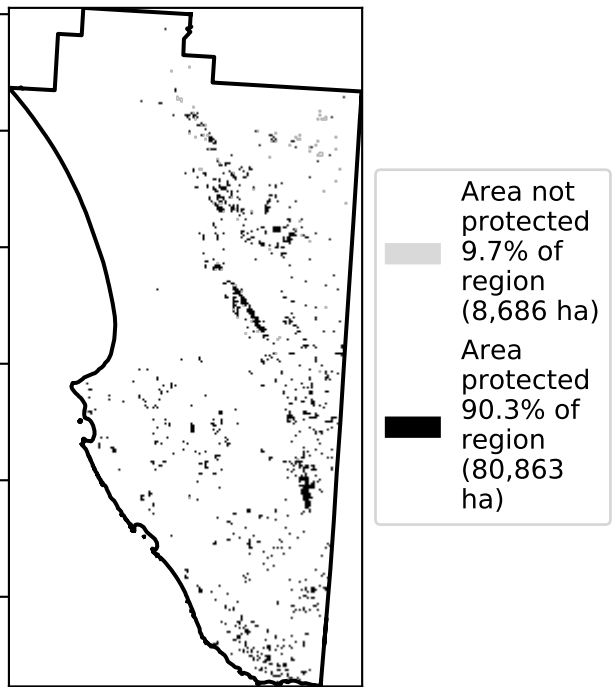 Area not
protected
9.7% of
region
(8,686 ha)
Area
protected
90.3% of
region
(80,863
ha)